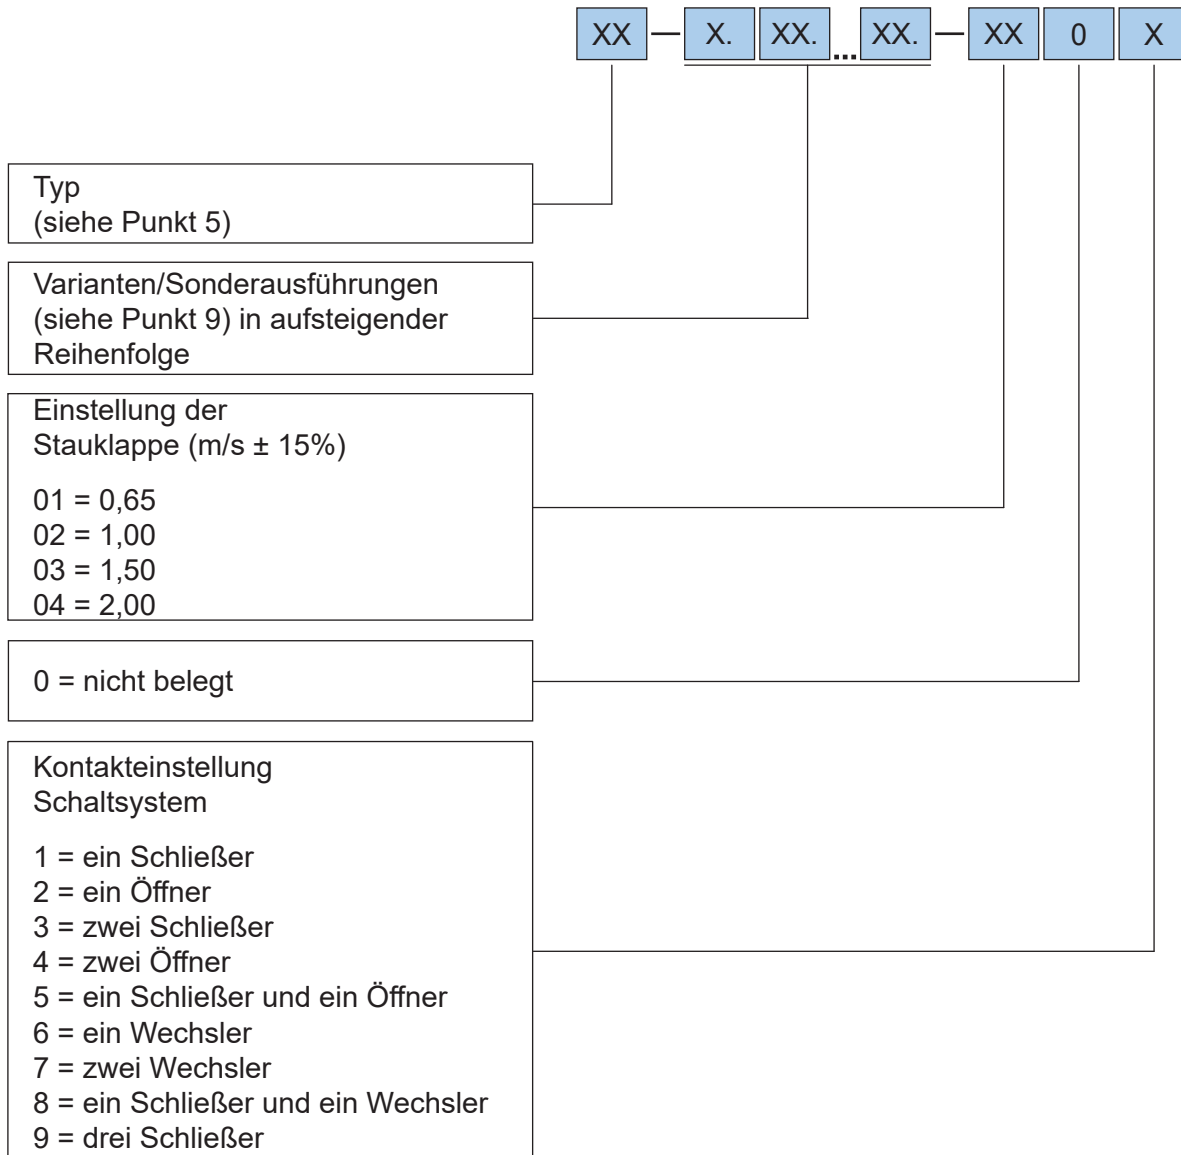 XX — X. XX. ... XX. — XX 0 X
Typ
(siehe Punkt 5)
Varianten/Sonderausführungen
(siehe Punkt 9) in aufsteigender
Reihenfolge
Einstellung der
Stauklappe (m/s ± 15%)
01 = 0,65
02 = 1,00
03 = 1,50
04 = 2,00
0 = nicht belegt
Kontakteinstellung
Schaltsystem
1 = ein Schließer
2 = ein Öffner
3 = zwei Schließer
4 = zwei Öffner
5 = ein Schließer und ein Öffner
6 = ein Wechsler
7 = zwei Wechsler
8 = ein Schließer und ein Wechsler
9 = drei Schließer